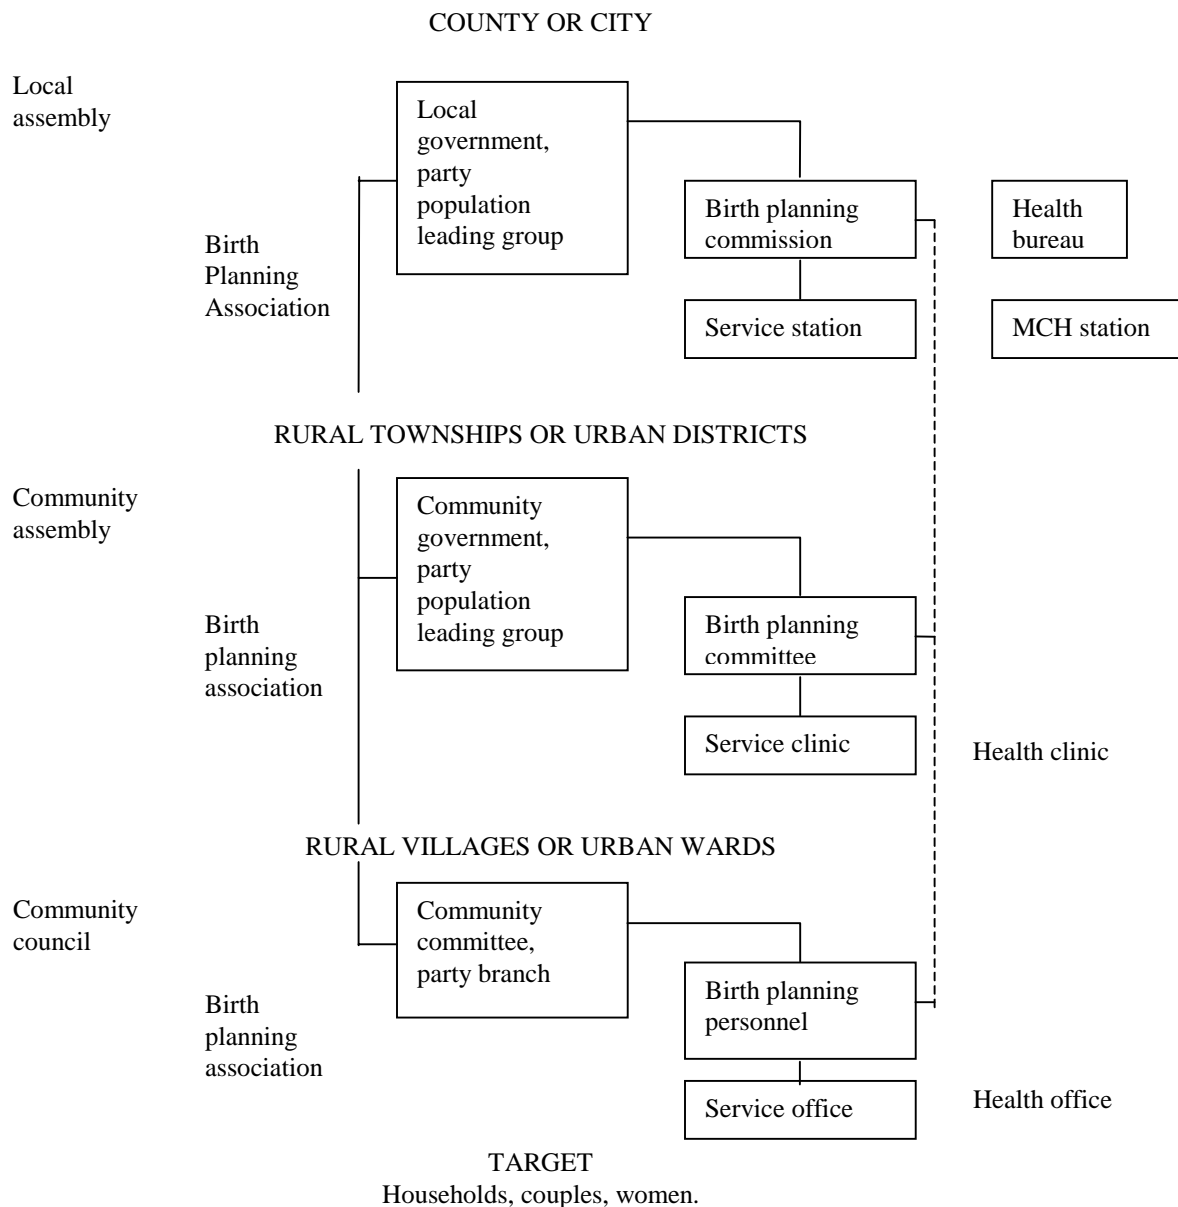 COUNTY OR CITY
Local
assembly
Local
government,
party
population
leading group
Birth planning
commission
Health
bureau
Birth
Planning
Association
Service station
MCH station
RURAL TOWNSHIPS OR URBAN DISTRICTS
Community
assembly
Community
government,
party
population
leading group
Birth
planning
association
Birth planning
committee
Service clinic
Health clinic
RURAL VILLAGES OR URBAN WARDS
Community
council
Community
committee,
party branch
Birth
planning
association
Birth planning
personnel
Service office
Health office
TARGET
Households, couples, women.